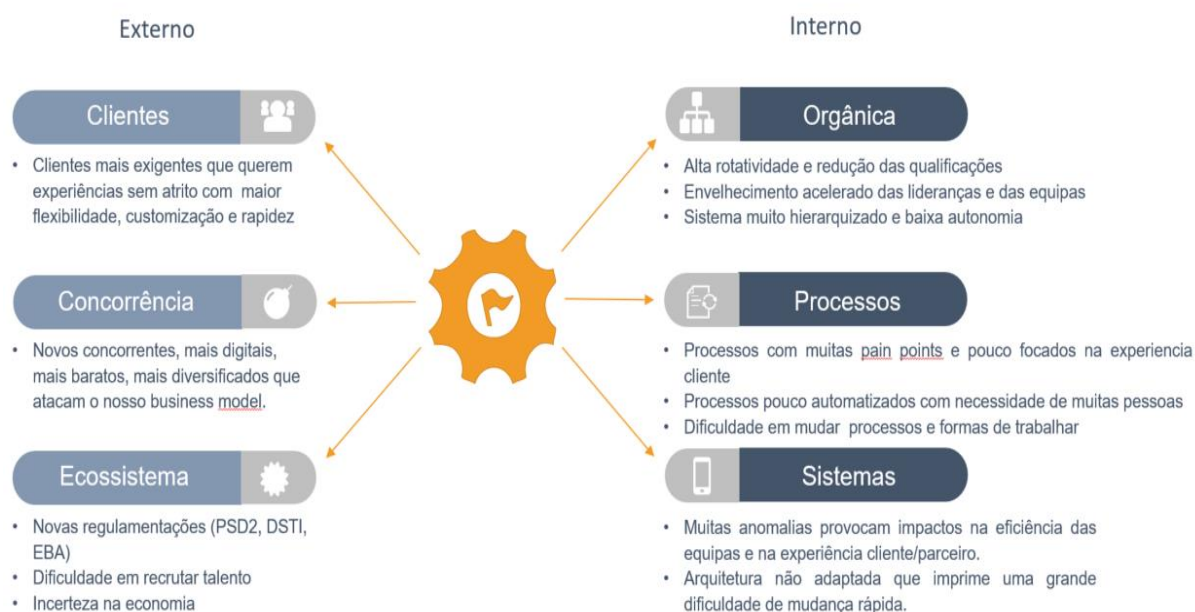 Externo
Clientes
• Clientes mais exigentes que querem
experiências sem atrito com maior
flexibilidade, customização e rapidez
Concorrência
• Novos concorrentes, mais digitais,
mais baratos, mais diversificados que
atacam o nosso business model.
Ecossistema
• Novas regulamentações (PSD2, DSTI,
EBA)
• Dificuldade em recrutar talento
• Incerteza na economia
Interno
Orgânica
• Alta rotatividade e redução das qualificações
• Envelhecimento acelerado das lideranças e das equipas
• Sistema muito hierarquizado e baixa autonomia
Processos
• Processos com muitas pain points e pouco focados na experiencia
cliente
• Processos pouco automatizados com necessidade de muitas pessoas
• Dificuldade em mudar processos e formas de trabalhar
Sistemas
• Muitas anomalias provocam impactos na eficiência das
equipas e na experiência cliente/parceiro.
• Arquitetura não adaptada que imprime uma grande
dificuldade de mudança rápida.